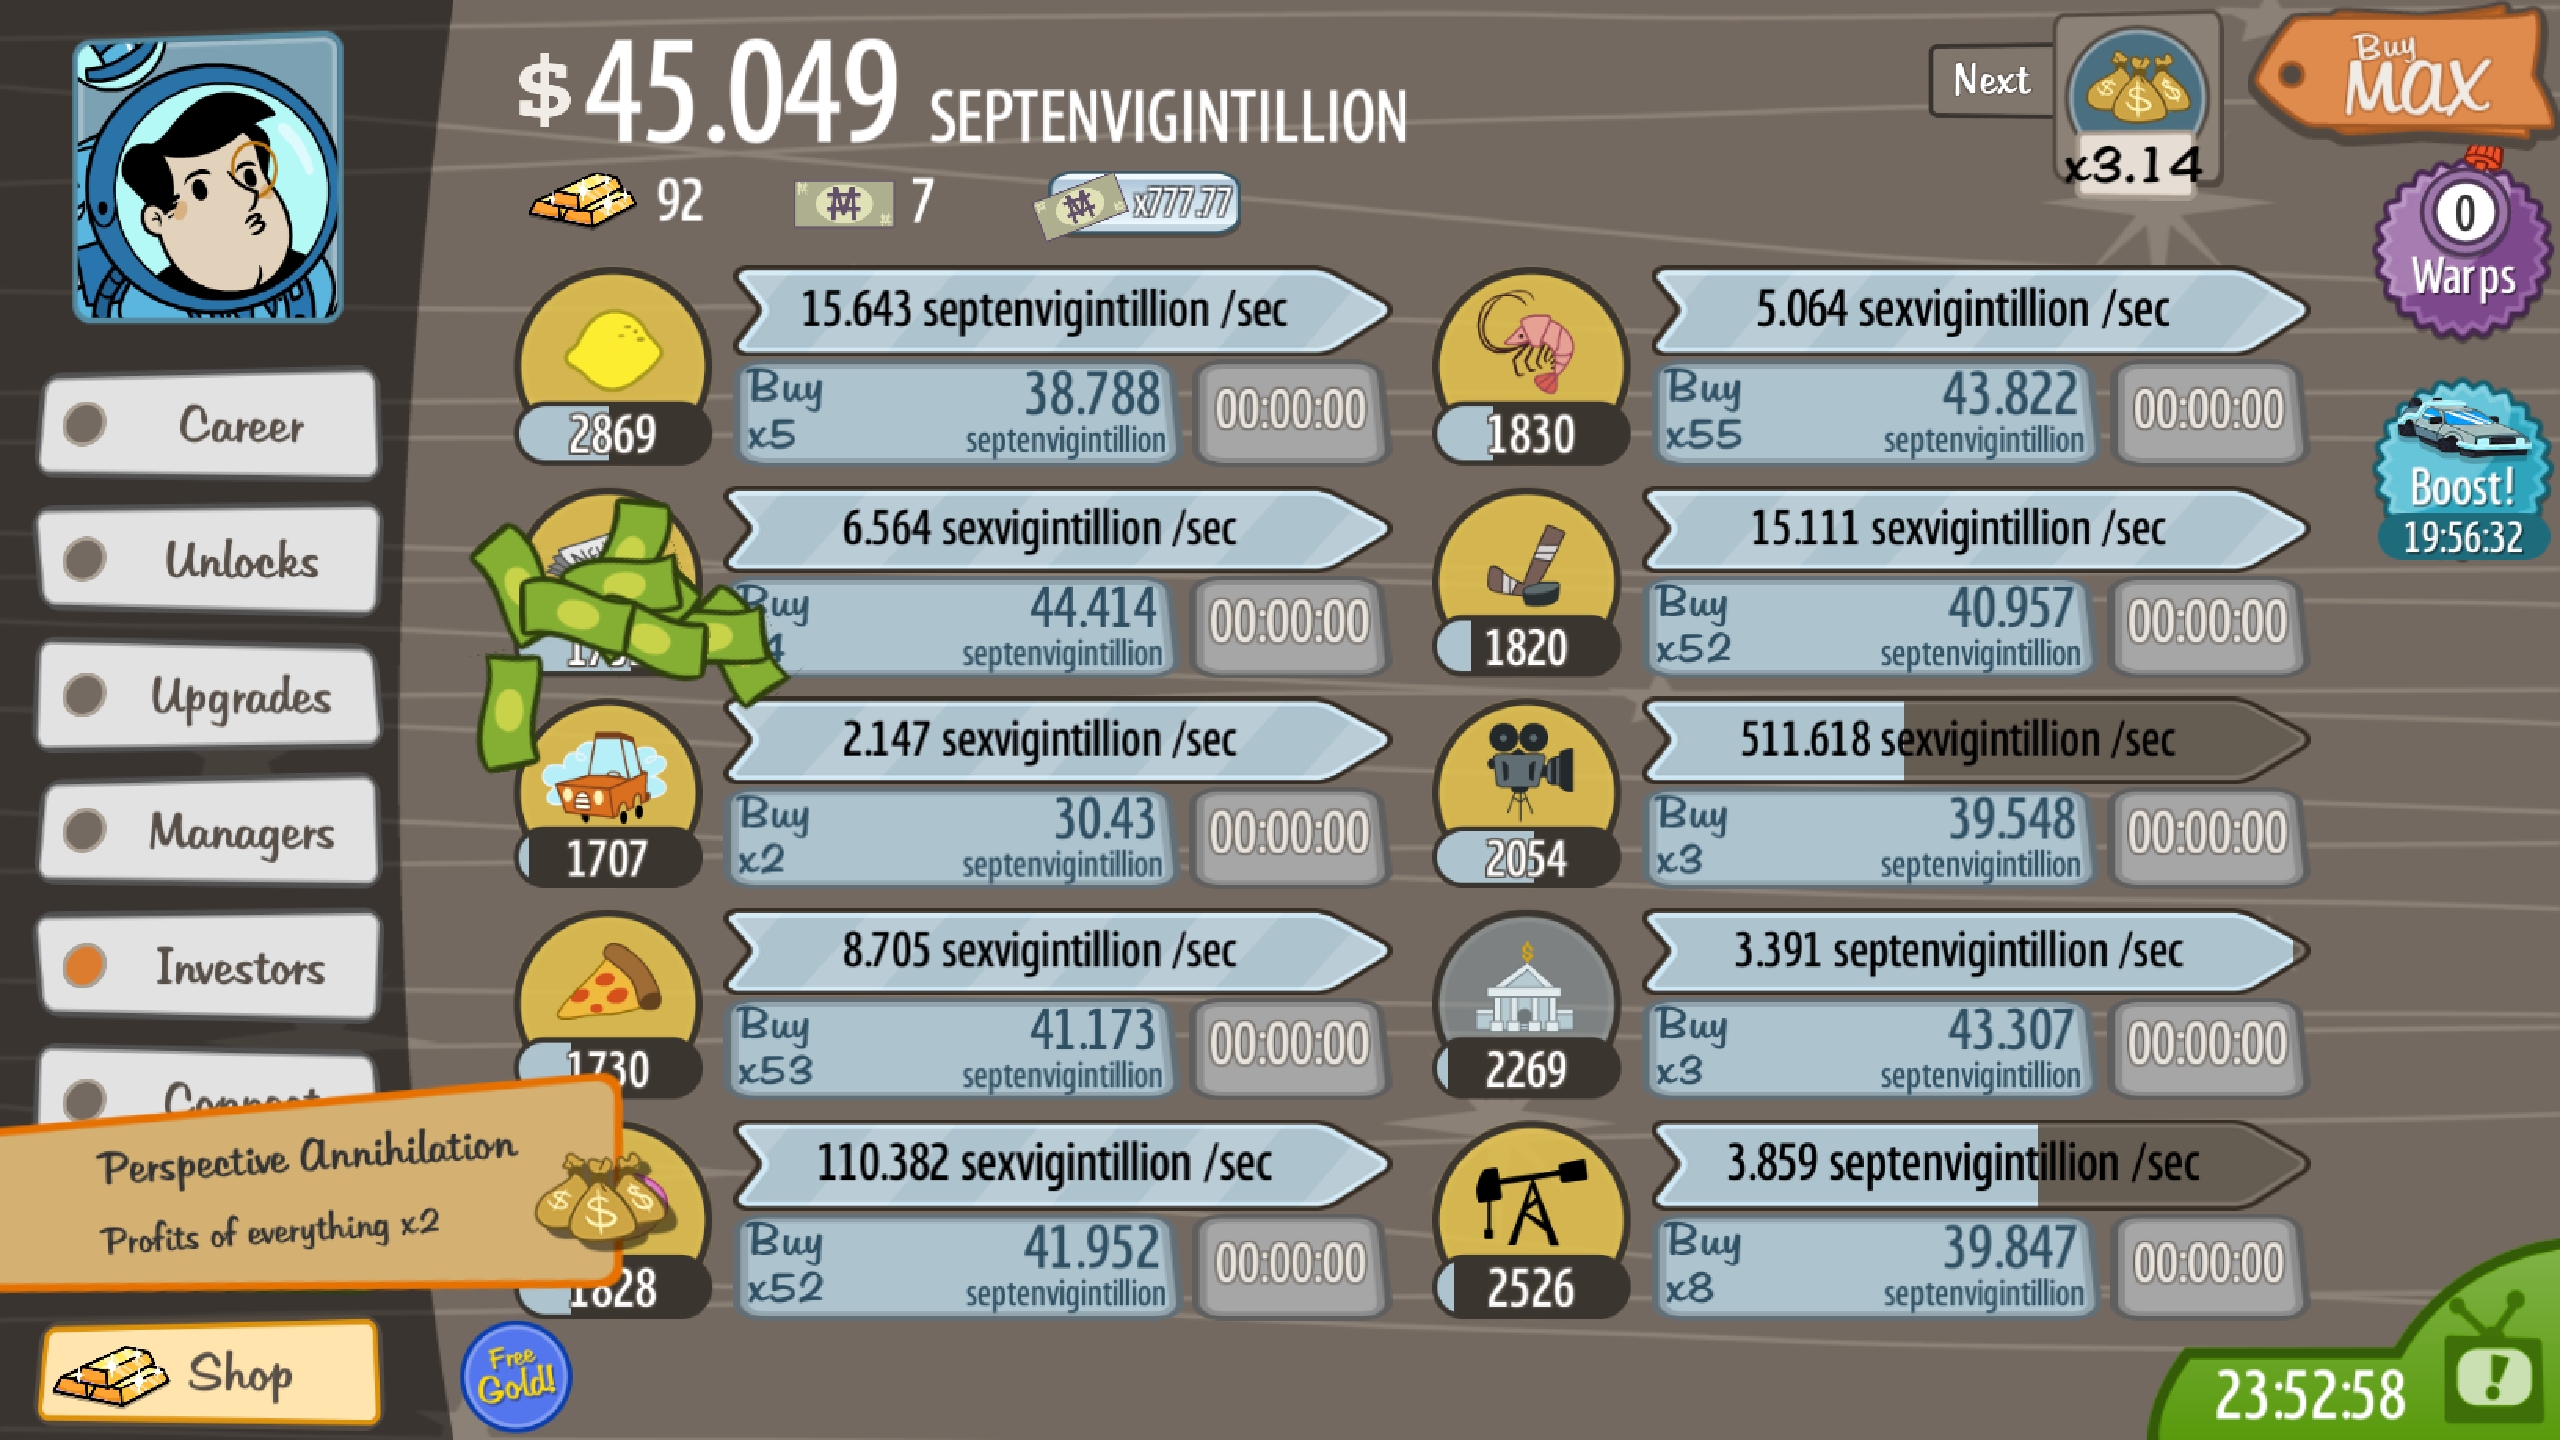 $45.049 SEPTENVIGINTILLION
Next
x3.14
Buy
MAX
92
7
x777.77
0
Warps
Boost!
19:56:32
Career
Unlocks
Upgrades
Managers
Investors
Connect
Perspective Annihilation
Profits of everything x2
Shop
Free
Gold!
15.643 septenvigintillion /sec
2869
Buy
x5
38.788
septenvigintillion
00:00:00
5.064 sexvigintillion /sec
1830
Buy
x55
43.822
septenvigintillion
00:00:00
6.564 sexvigintillion /sec
Buy
44.414
septenvigintillion
00:00:00
15.111 sexvigintillion /sec
1820
Buy
x52
40.957
septenvigintillion
00:00:00
2.147 sexvigintillion /sec
1707
Buy
x2
30.43
septenvigintillion
00:00:00
511.618 sexvigintillion /sec
2054
Buy
x3
39.548
septenvigintillion
00:00:00
8.705 sexvigintillion /sec
1730
Buy
x53
41.173
septenvigintillion
00:00:00
3.391 septenvigintillion /sec
2269
Buy
x3
43.307
septenvigintillion
00:00:00
110.382 sexvigintillion /sec
1828
Buy
x52
41.952
septenvigintillion
00:00:00
3.859 septenvigintillion /sec
2526
Buy
x8
39.847
septenvigintillion
00:00:00
23:52:58